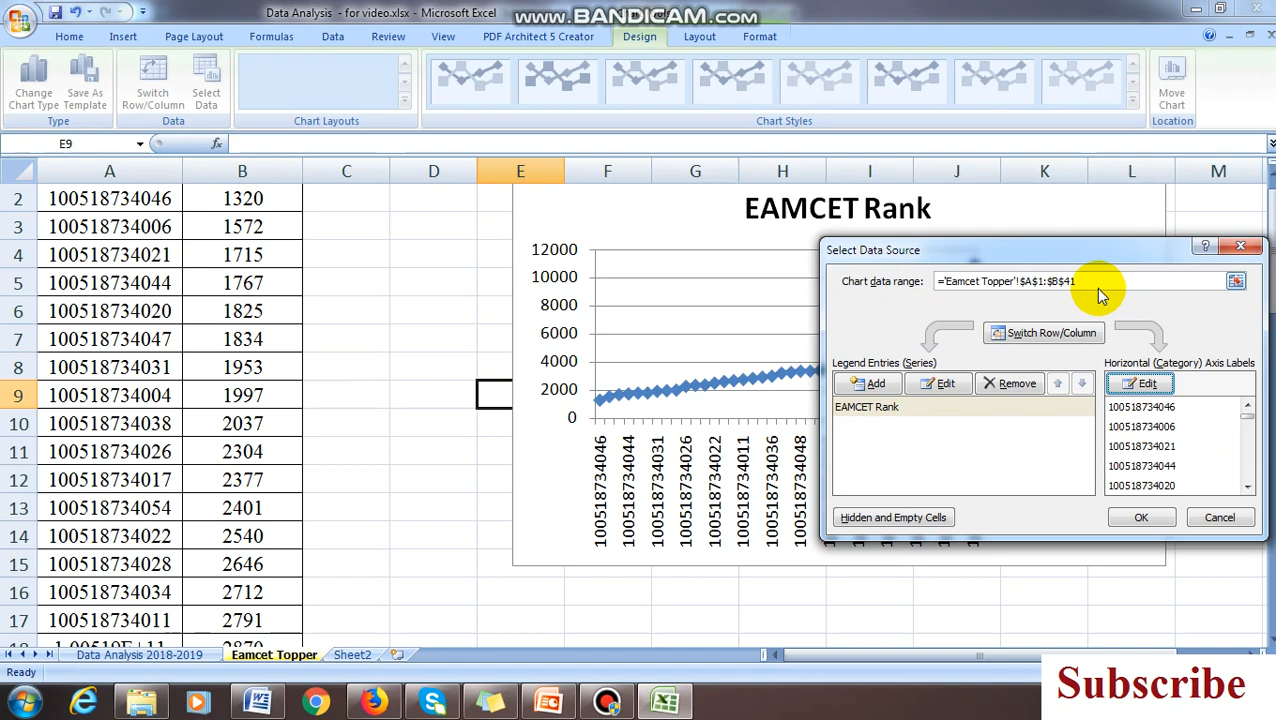 Data Analysis - for video.xlsx - Microsoft Excel
www.BANDICAM.com
Home Insert Page Layout Formulas Data Review View PDF Architect 5 Creator Design Layout Format
Change Chart Type
Save As Template
Switch Row/Column
Select Data
Move Chart
Type Data Chart Layouts Chart Styles Location
E9 fx
A B C D E F G H I J K L M
2 100518734046 1320
3 100518734006 1572
4 100518734021 1715
5 100518734044 1767
6 100518734020 1825
7 100518734047 1834
8 100518734031 1953
9 100518734004 1997
10 100518734038 2037
11 100518734026 2304
12 100518734017 2377
13 100518734054 2401
14 100518734022 2540
15 100518734028 2646
16 100518734034 2712
17 100518734011 2791
EAMCET Rank
12000
10000
8000
6000
4000
2000
0
100518734046
100518734044
100518734031
100518734026
100518734022
100518734011
100518734036
100518734048
Select Data Source
?
Chart data range: ='Eamcet Topper'!$A$1:$B$41
Switch Row/Column
Legend Entries (Series)
Horizontal (Category) Axis Labels
Add Edit Remove
Edit
EAMCET Rank
100518734046
100518734006
100518734021
100518734044
100518734020
Hidden and Empty Cells
OK Cancel
Data Analysis 2018-2019 Eamcet Topper Sheet2
Ready
Subscribe